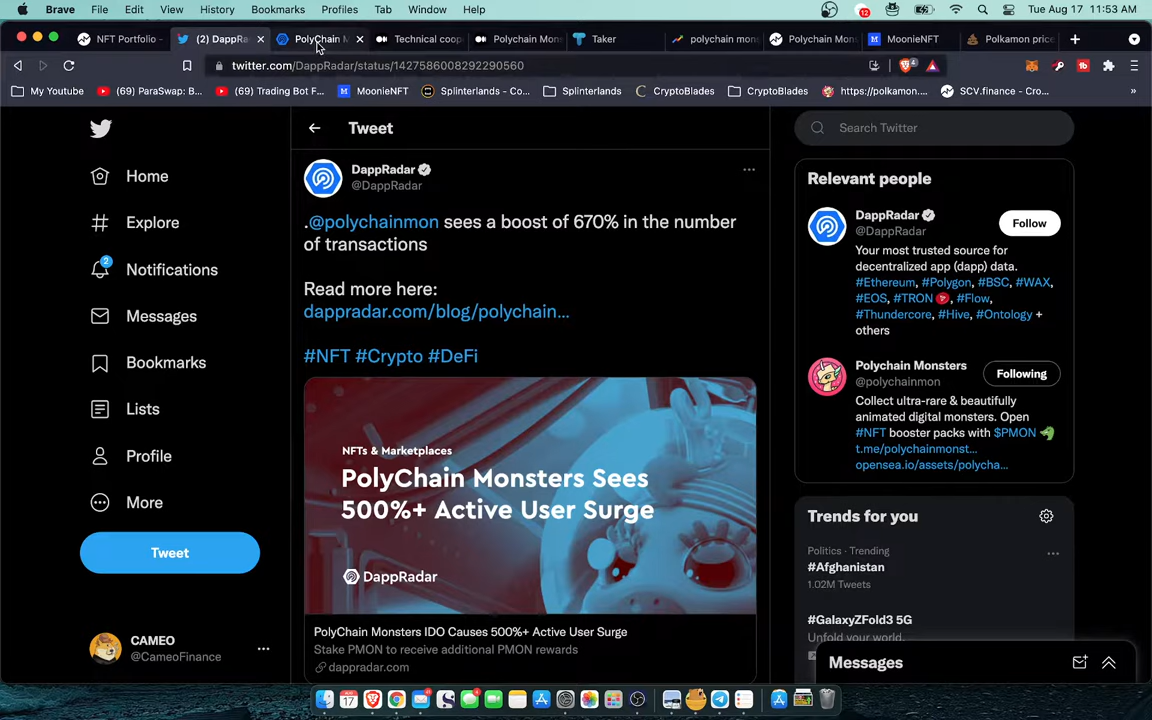 Brave File Edit View History Bookmarks Profiles Tab Window Help
12
Tue Aug 17 11:53 AM
NFT Portfolio -
(2) DappRa
PolyChain M
Technical coop
Polychain Mons
Taker
polychain mon
Polychain Mon
MoonieNFT
Polkamon price
twitter.com/DappRadar/status/1427586008292290560
4
My Youtube
(69) ParaSwap: B...
(69) Trading Bot F...
MoonieNFT
Splinterlands - Co...
Splinterlands
CryptoBlades
CryptoBlades
https://polkamon....
SCV.finance - Cro...
»
Home
Explore
2
Notifications
Messages
Bookmarks
Lists
Profile
More
Tweet
CAMEO
@CameoFinance
Tweet
DappRadar
@DappRadar
.@polychainmon sees a boost of 670% in the number
of transactions
Read more here:
dappradar.com/blog/polychain...
#NFT #Crypto #DeFi
NFTs & Marketplaces
PolyChain Monsters Sees
500%+ Active User Surge
DappRadar
PolyChain Monsters IDO Causes 500%+ Active User Surge
Stake PMON to receive additional PMON rewards
dappradar.com
Search Twitter
Relevant people
DappRadar
@DappRadar
Follow
Your most trusted source for
decentralized app (dapp) data.
#Ethereum, #Polygon, #BSC, #WAX,
#EOS, #TRON , #Flow,
#Thundercore, #Hive, #Ontology +
others
Polychain Monsters
@polychainmon
Following
Collect ultra-rare & beautifully
animated digital monsters. Open
#NFT booster packs with $PMON
t.me/polychainmonst...
opensea.io/assets/polycha...
Trends for you
Politics · Trending
#Afghanistan
1.02M Tweets
#GalaxyZFold3 5G
Unfold your world.
Messages